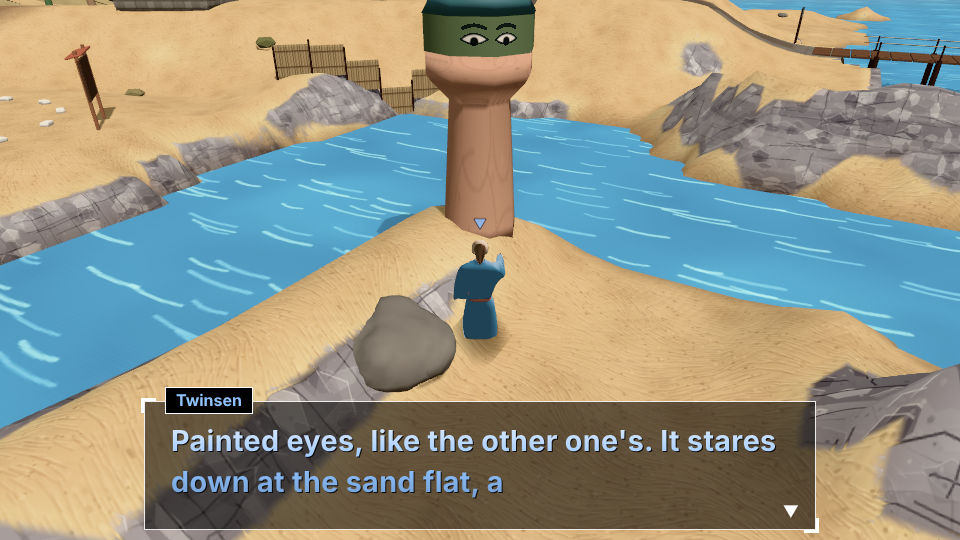 Twinsen
Painted eyes, like the other one's. It stares
down at the sand flat, a